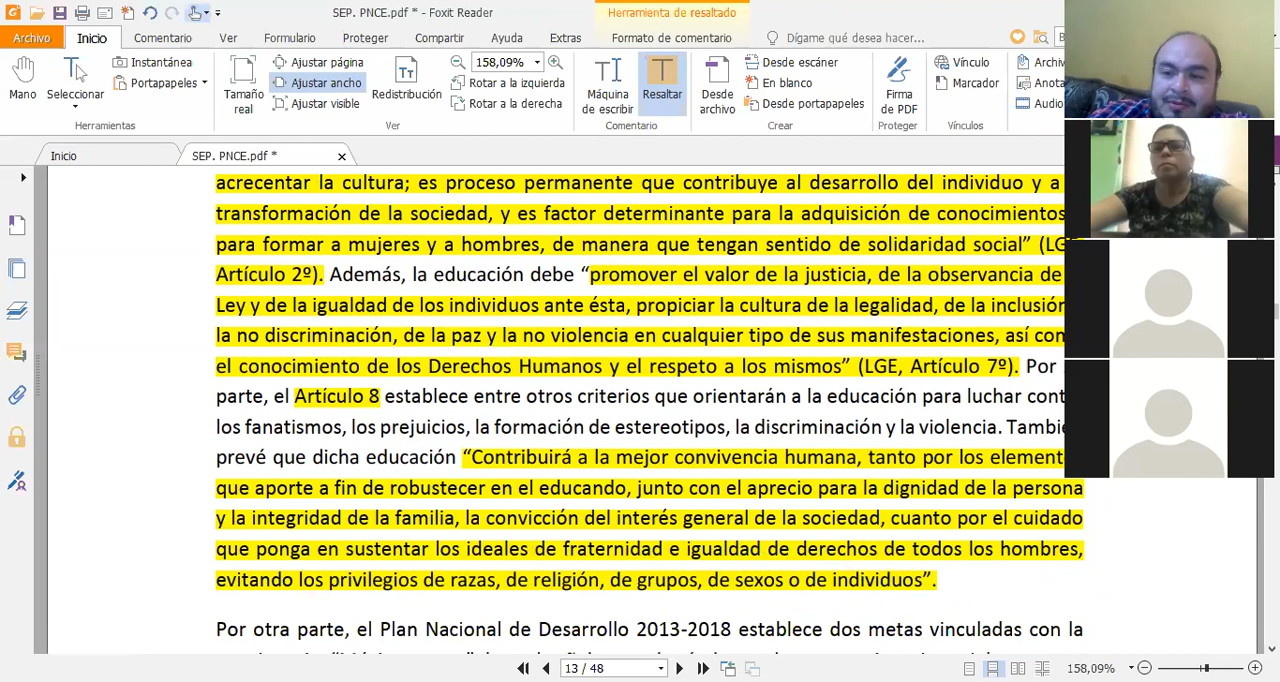 SEP. PNCE.pdf * - Foxit Reader
Herramienta de resaltado
Archivo
Inicio
Comentario
Ver
Formulario
Proteger
Compartir
Ayuda
Extras
Formato de comentario
Dígame qué desea hacer...
Mano
Seleccionar
Instantánea
Portapapeles
Herramientas
Tamaño real
Ajustar página
Ajustar ancho
Ajustar visible
Redistribución
158,09%
Rotar a la izquierda
Rotar a la derecha
Ver
Máquina de escribir
Resaltar
Comentario
Desde archivo
Desde escáner
En blanco
Desde portapapeles
Crear
Firma de PDF
Proteger
Vínculo
Marcador
Vínculos
Inicio
SEP. PNCE.pdf *
acrecentar la cultura; es proceso permanente que contribuye al desarrollo del individuo y a
transformación de la sociedad, y es factor determinante para la adquisición de conocimientos
para formar a mujeres y a hombres, de manera que tengan sentido de solidaridad social” (LGE
Artículo 2º). Además, la educación debe “promover el valor de la justicia, de la observancia de
Ley y de la igualdad de los individuos ante ésta, propiciar la cultura de la legalidad, de la inclusión
la no discriminación, de la paz y la no violencia en cualquier tipo de sus manifestaciones, así com
el conocimiento de los Derechos Humanos y el respeto a los mismos” (LGE, Artículo 7º). Por
parte, el Artículo 8 establece entre otros criterios que orientarán a la educación para luchar cont
los fanatismos, los prejuicios, la formación de estereotipos, la discriminación y la violencia. Tambié
prevé que dicha educación “Contribuirá a la mejor convivencia humana, tanto por los element
que aporte a fin de robustecer en el educando, junto con el aprecio para la dignidad de la persona
y la integridad de la familia, la convicción del interés general de la sociedad, cuanto por el cuidado
que ponga en sustentar los ideales de fraternidad e igualdad de derechos de todos los hombres,
evitando los privilegios de razas, de religión, de grupos, de sexos o de individuos”.
Por otra parte, el Plan Nacional de Desarrollo 2013-2018 establece dos metas vinculadas con la
13 / 48
158,09%